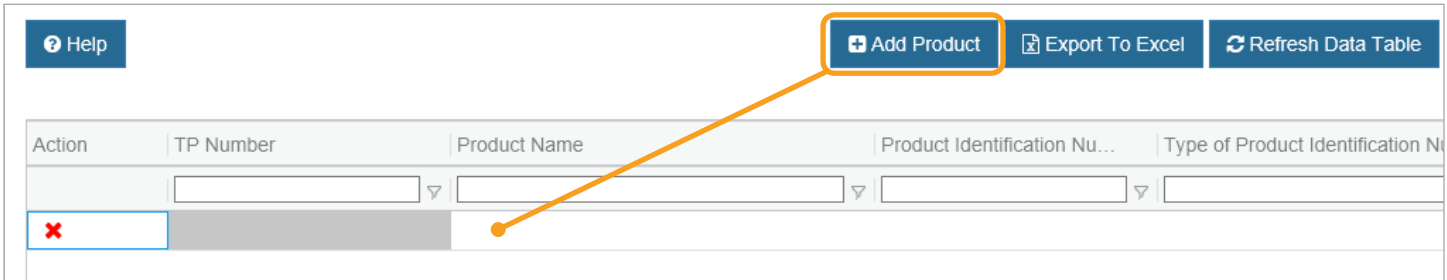 Help
Add Product
Export To Excel
Refresh Data Table
Action
TP Number
Product Name
Product Identification Nu...
Type of Product Identification Nu